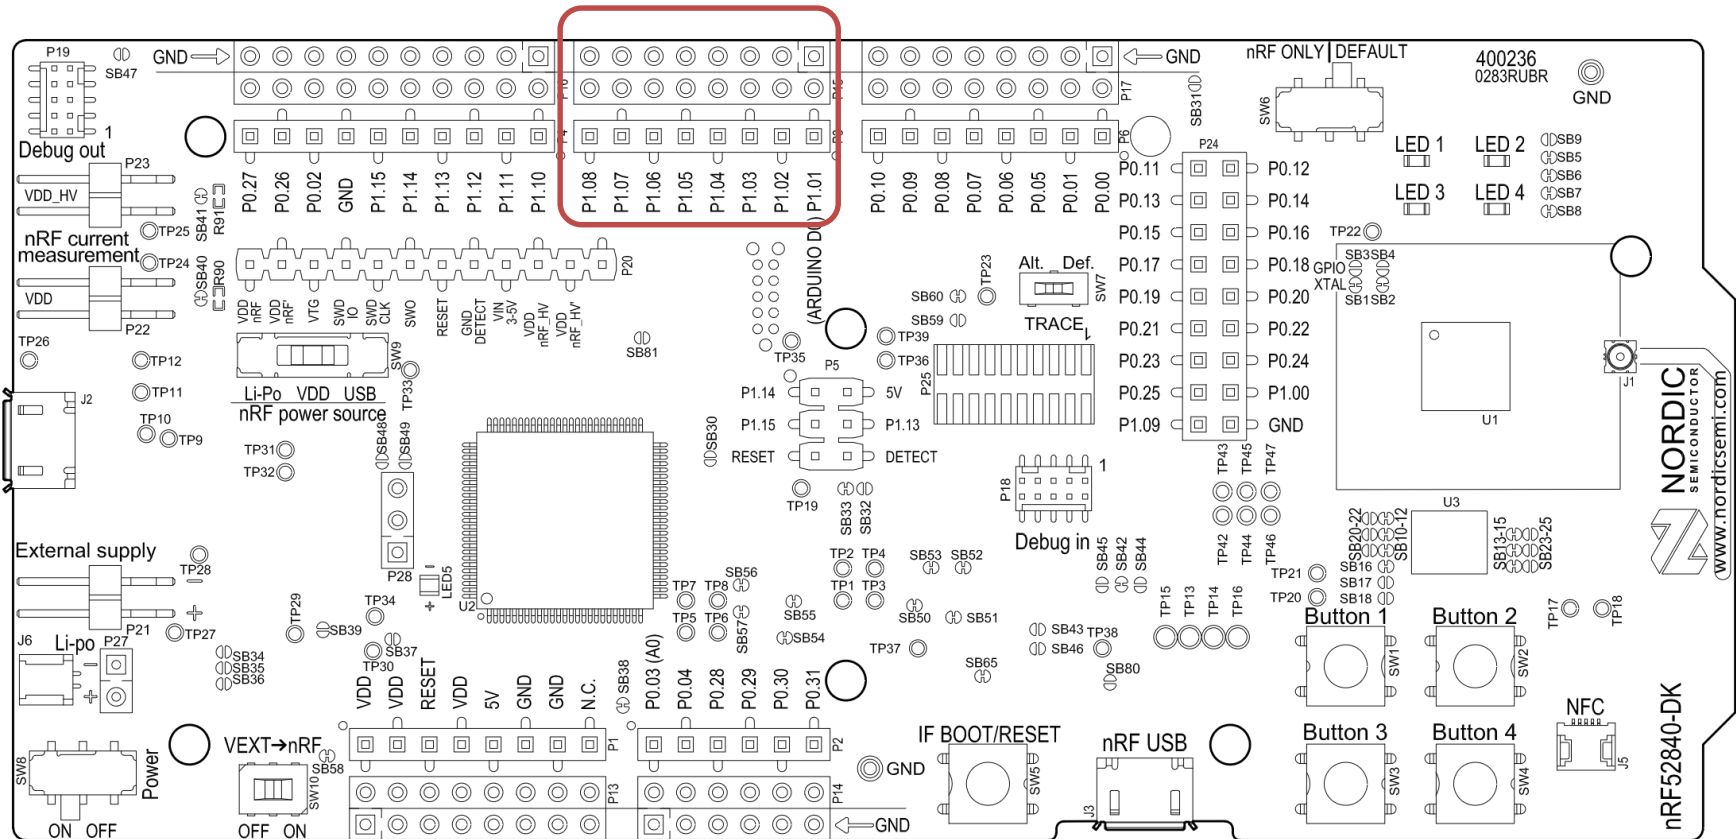 P19
SB47
1
Debug out
GND
P16
P15
P17
GND
nRF ONLY DEFAULT
SW6
SB31
400236
0283RUBR
GND
P4
P3
P6
P0.27 P0.26 P0.02 GND P1.15 P1.14 P1.13 P1.12 P1.11 P1.10
P1.08 P1.07 P1.06 P1.05 P1.04 P1.03 P1.02 P1.01
(ARDUINO D0)
P0.10 P0.09 P0.08 P0.07 P0.06 P0.05 P0.01 P0.00
P24
P0.11 P0.12
P0.13 P0.14
P0.15 P0.16
P0.17 P0.18
P0.19 P0.20
P0.21 P0.22
P0.23 P0.24
P0.25 P1.00
P1.09 GND
LED 1 LED 2
LED 3 LED 4
SB9
SB5
SB6
SB7
SB8
P23
VDD_HV
SB41
R91
TP25
nRF current
measurement
TP24
SB40
R90
VDD
P22
P20
VDD nRF
VDD nRF'
VTG
SWD IO
SWD CLK
SWO
RESET
GND DETECT
VIN 3-5V
VDD nRF_HV
VDD nRF_HV'
TP26
TP12
TP11
TP10
TP9
J2
SW9
Li-Po VDD USB
nRF power source
TP33
SB81
TP31
TP32
SB48
SB49
SB30
TP35
P5
P1.14 5V
P1.15 P1.13
RESET DETECT
TP19
SB33
SB32
TP39
TP36
SB60
SB59
TP23
Alt. Def.
SW7
TRACE
P25
P18
1
Debug in
TP22
SB3 SB4
GPIO
XTAL
SB1 SB2
U1
J1
NORDIC
SEMICONDUCTOR
www.nordicsemi.com
TP43 TP45 TP47
TP42 TP44 TP46
U3
SB20-22
SB10-12
SB13-15
SB23-25
SB16
SB17
SB18
TP21
TP20
External supply
TP28
P21
TP27
P28
LED5
U2
TP29
TP34
SB39
SB37
TP30
SB34
SB35
SB36
J6
Li-po
P27
TP7 TP8
TP5 TP6
SB56
SB57
TP2 TP4
TP1 TP3
SB55
SB54
SB53 SB52
SB50
SB51
TP37
SB45
SB42
SB44
SB43
SB46
TP38
SB80
SB65
TP15 TP13 TP14 TP16
TP17
TP18
Button 1 Button 2
SW1
SW2
Button 3 Button 4
SW3
SW4
NFC
J5
nRF52840-DK
SB38
VDD VDD RESET VDD 5V GND GND N.C.
P0.03 (A0) P0.04 P0.28 P0.29 P0.30 P0.31
P1
P2
P13
P14
GND
GND
SW8
Power
ON OFF
VEXT→nRF
SB58
SW10
OFF ON
IF BOOT/RESET
SW5
nRF USB
J3